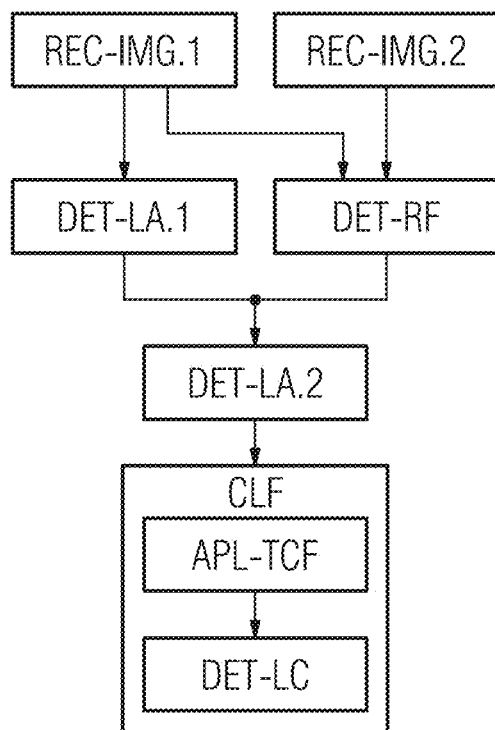 REC-IMG.1 REC-IMG.2
DET-LA.1 DET-RF
DET-LA.2
CLF
APL-TCF
DET-LC